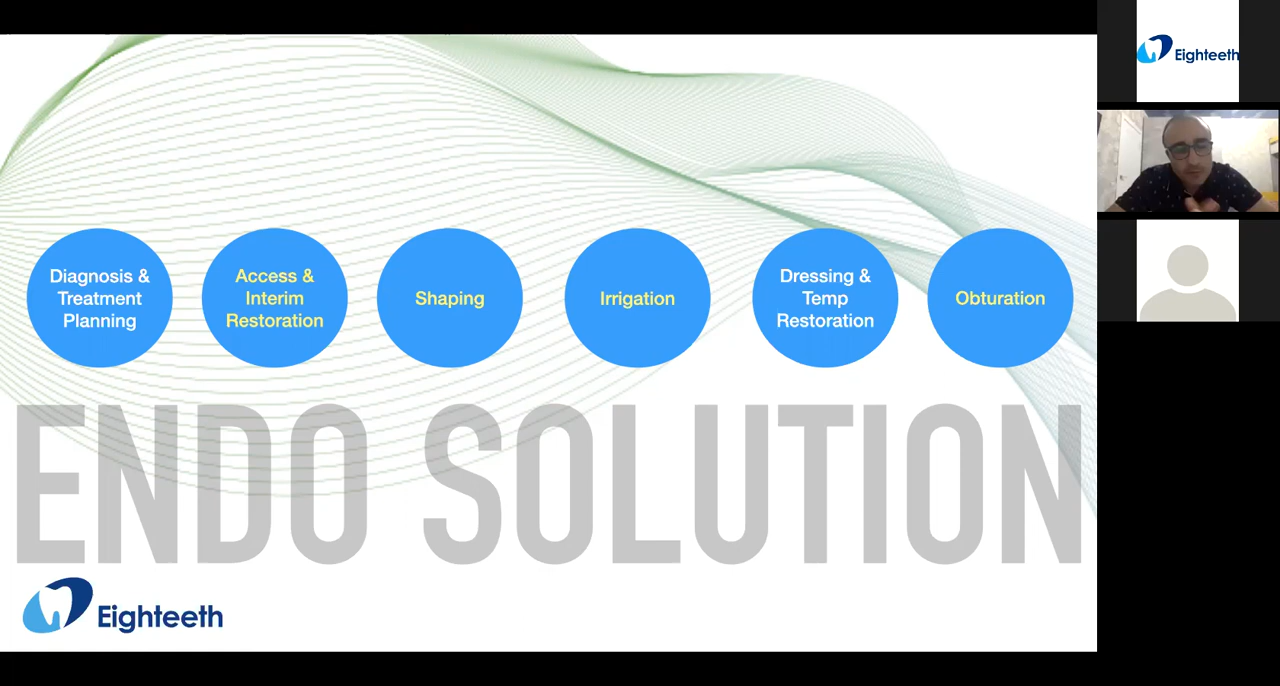 Diagnosis &
Treatment
Planning
Access &
Interim
Restoration
Shaping
Irrigation
Dressing &
Temp
Restoration
Obturation
ENDO SOLUTION
Eighteeth
Eighteeth